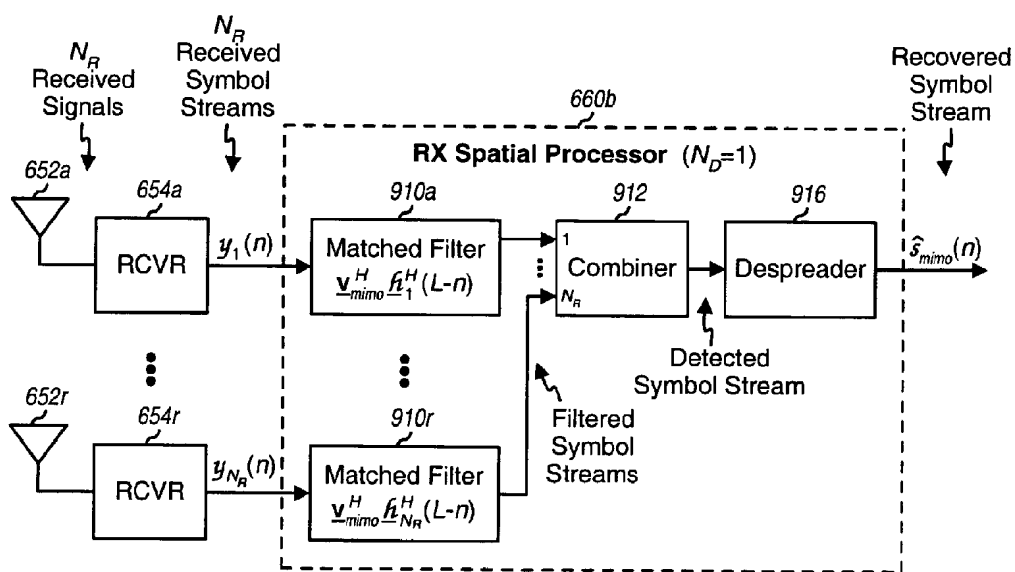 N_R
Received
Signals
N_R
Received
Symbol
Streams
Recovered
Symbol
Stream
660b
RX Spatial Processor (N_D=1)
652a
654a
RCVR
y_1(n)
910a
Matched Filter
v_mimo^H h_1^H (L-n)
1
N_R
912
Combiner
916
Despreader
ŝ_mimo(n)
Detected
Symbol Stream
Filtered
Symbol
Streams
652r
654r
RCVR
y_{N_R}(n)
910r
Matched Filter
v_mimo^H h_{N_R}^H (L-n)